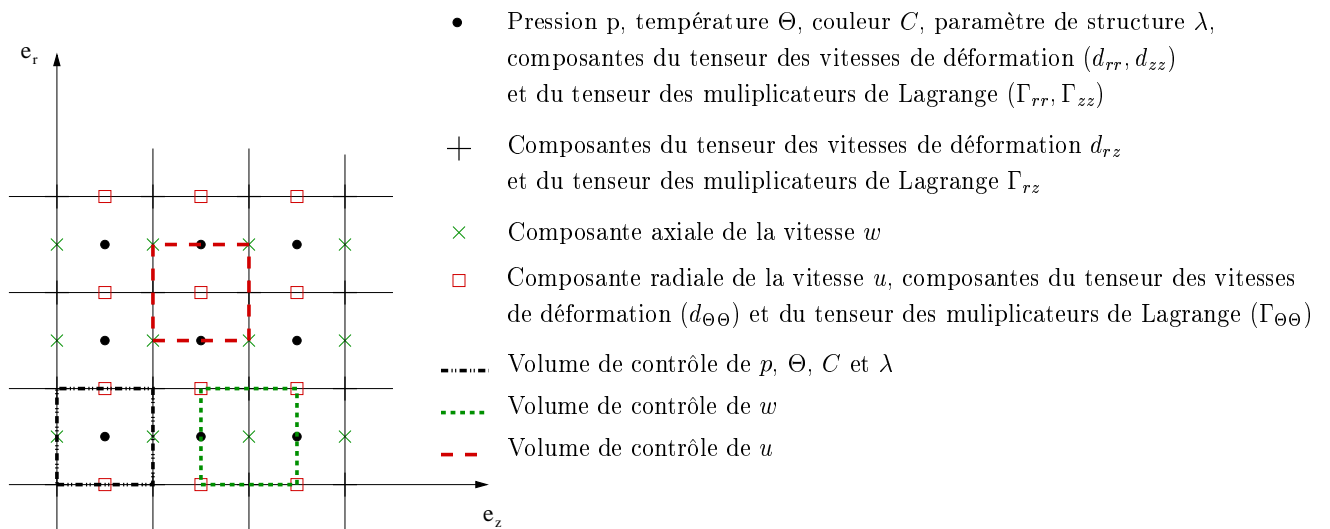 e_r
e_z
Pression p, température Θ, couleur C, paramètre de structure λ,
composantes du tenseur des vitesses de déformation (d_rr, d_zz)
et du tenseur des muliplicateurs de Lagrange (Γ_rr, Γ_zz)
Composantes du tenseur des vitesses de déformation d_rz
et du tenseur des muliplicateurs de Lagrange Γ_rz
Composante axiale de la vitesse w
Composante radiale de la vitesse u, composantes du tenseur des vitesses
de déformation (d_ΘΘ) et du tenseur des muliplicateurs de Lagrange (Γ_ΘΘ)
Volume de contrôle de p, Θ, C et λ
Volume de contrôle de w
Volume de contrôle de u